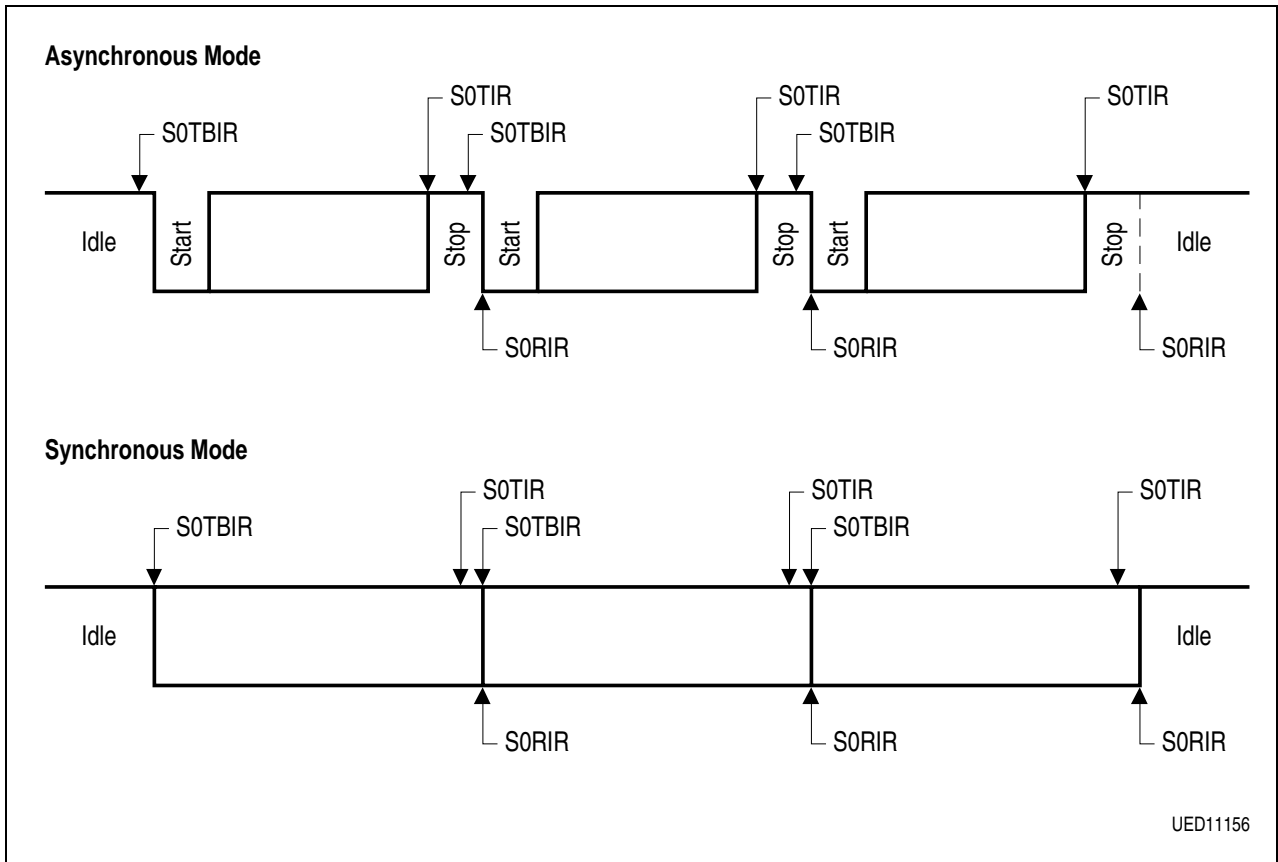 Asynchronous Mode
S0TIR S0TIR S0TIR
S0TBIR S0TBIR S0TBIR
Idle Start Stop Start Stop Start Stop Idle
S0RIR S0RIR S0RIR
Synchronous Mode
S0TIR S0TIR S0TIR
S0TBIR S0TBIR S0TBIR
Idle Idle
S0RIR S0RIR S0RIR
UED11156